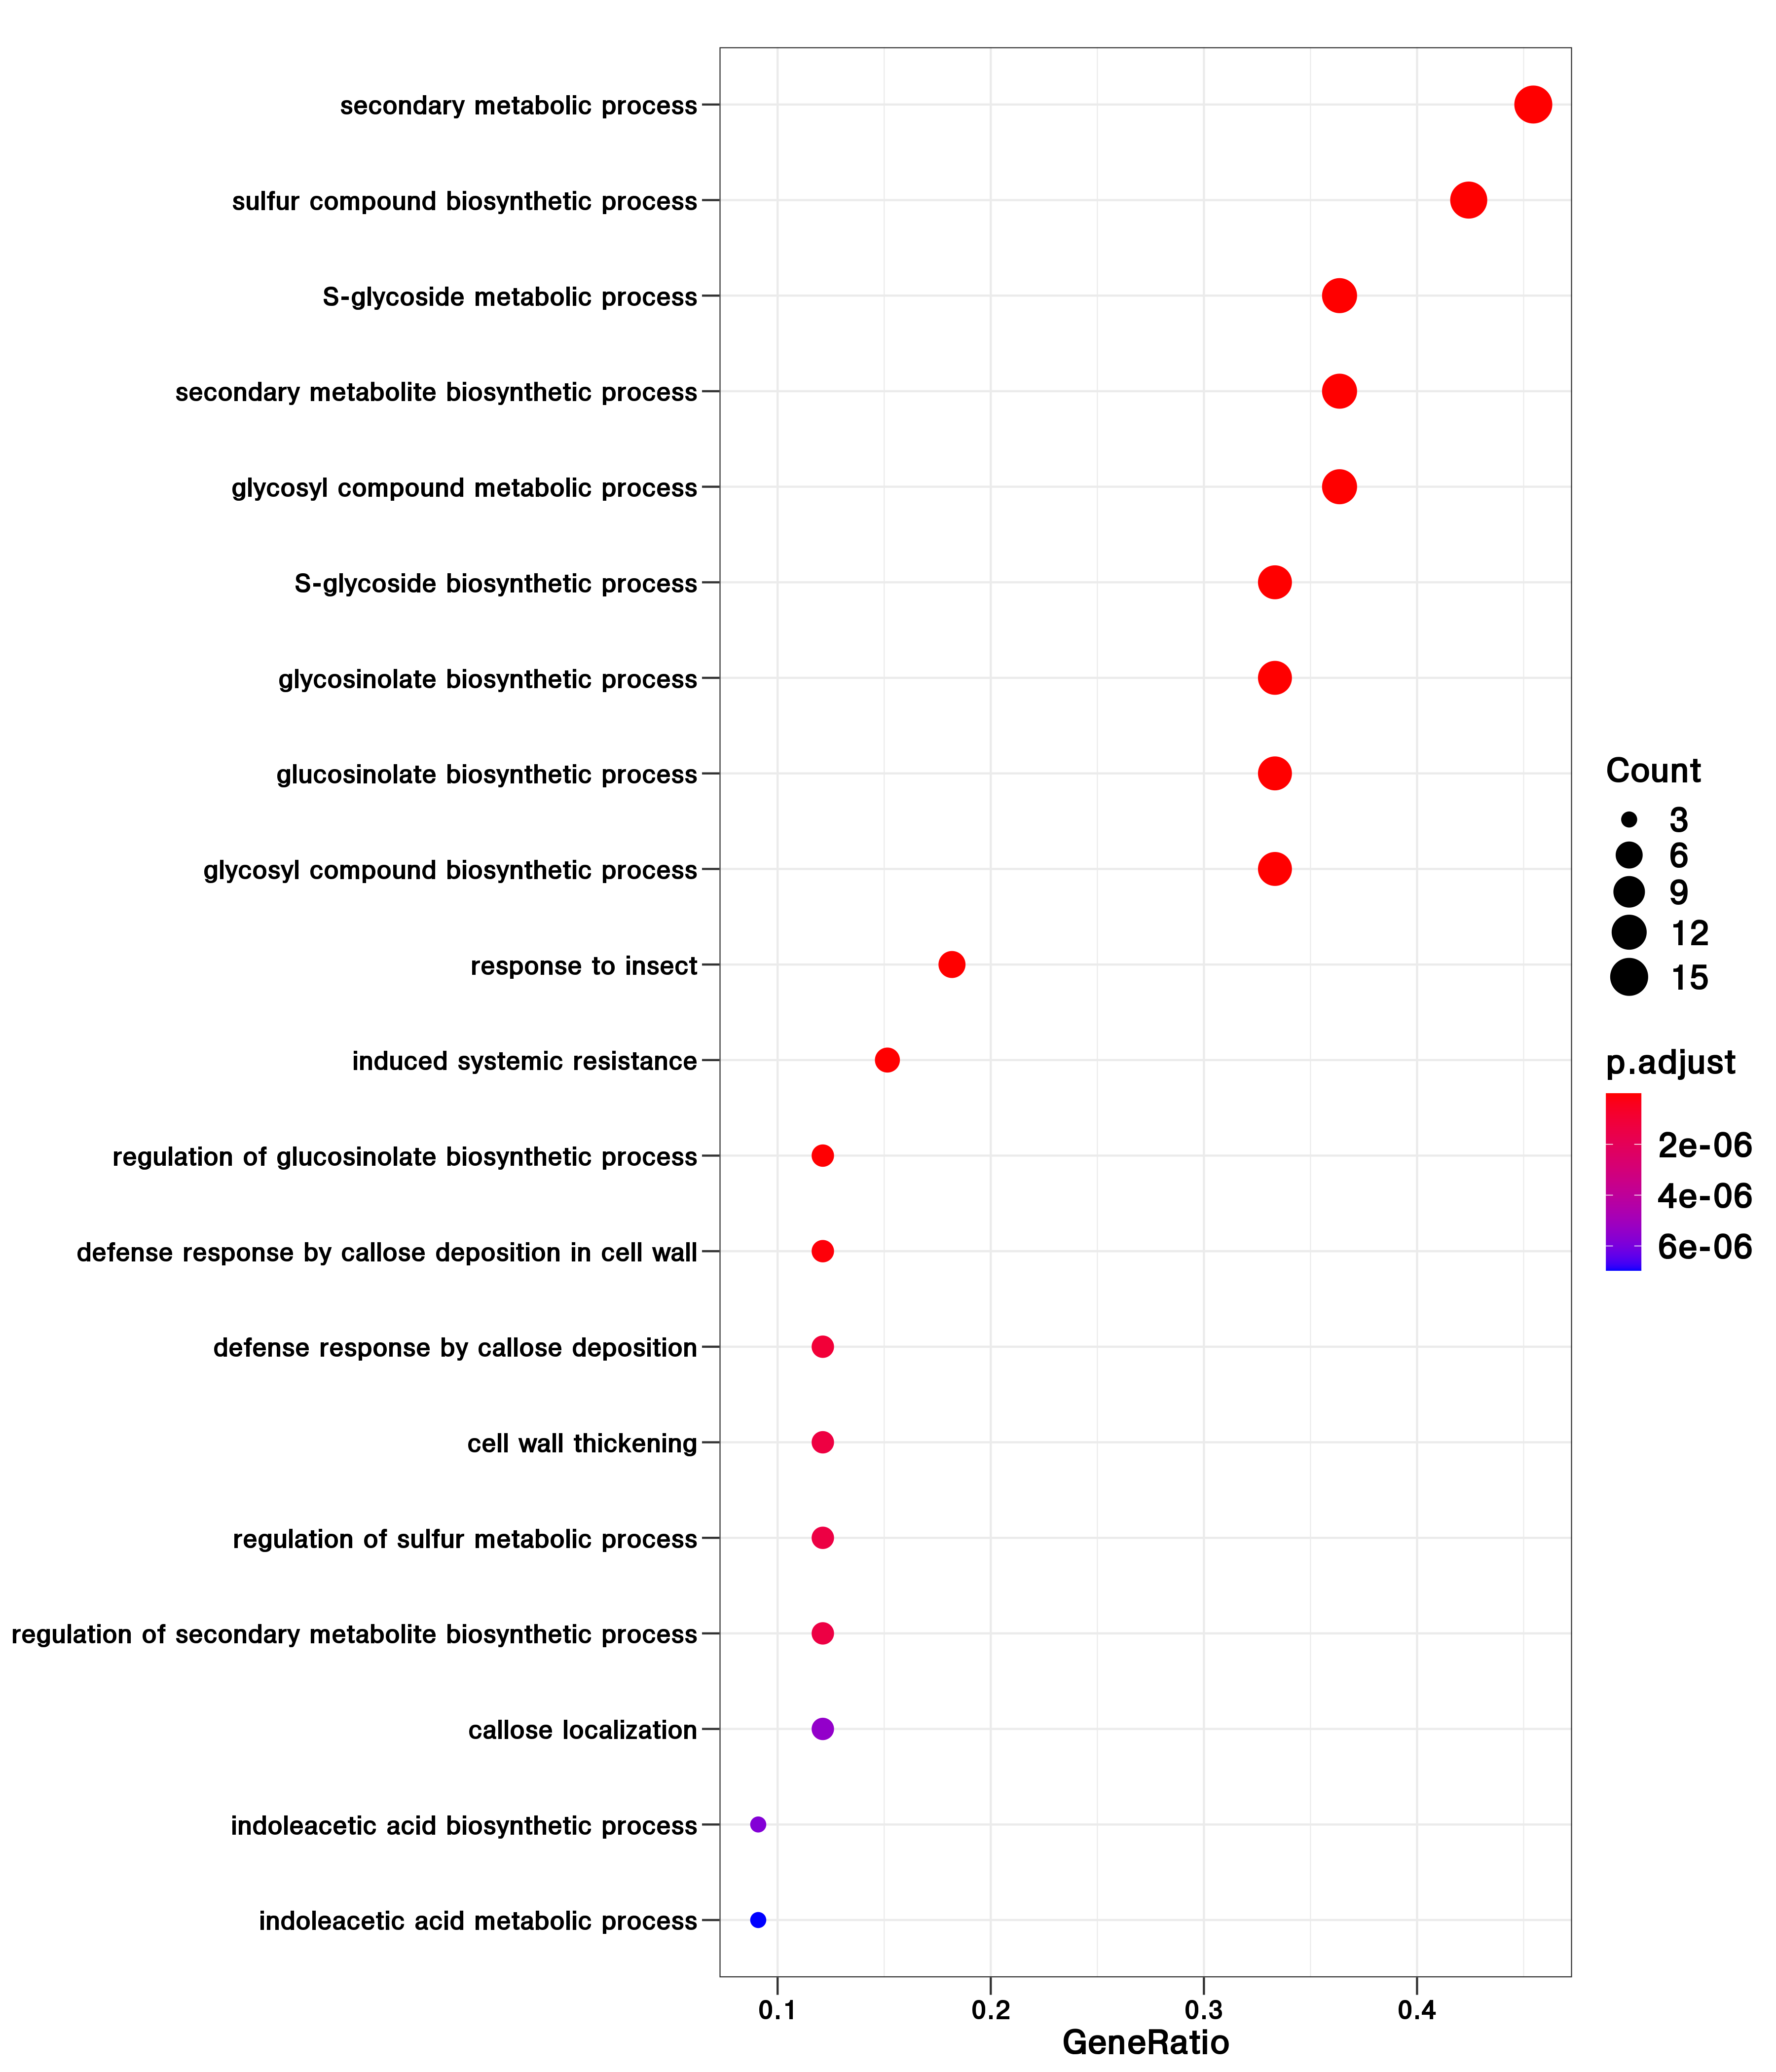 secondary metabolic process
sulfur compound biosynthetic process
S-glycoside metabolic process
secondary metabolite biosynthetic process
glycosyl compound metabolic process
S-glycoside biosynthetic process
glycosinolate biosynthetic process
glucosinolate biosynthetic process
glycosyl compound biosynthetic process
response to insect
induced systemic resistance
regulation of glucosinolate biosynthetic process
defense response by callose deposition in cell wall
defense response by callose deposition
cell wall thickening
regulation of sulfur metabolic process
regulation of secondary metabolite biosynthetic process
callose localization
indoleacetic acid biosynthetic process
indoleacetic acid metabolic process
0.1 0.2 0.3 0.4
GeneRatio
Count
3
6
9
12
15
p.adjust
2e-06
4e-06
6e-06